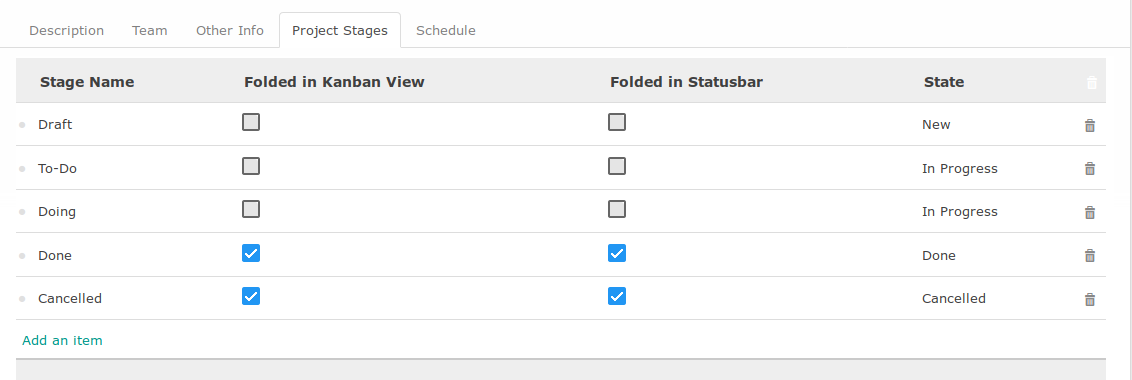 Description Team Other Info Project Stages Schedule
Stage Name Folded in Kanban View Folded in Statusbar State
Draft New
To-Do In Progress
Doing In Progress
Done Done
Cancelled Cancelled
Add an item